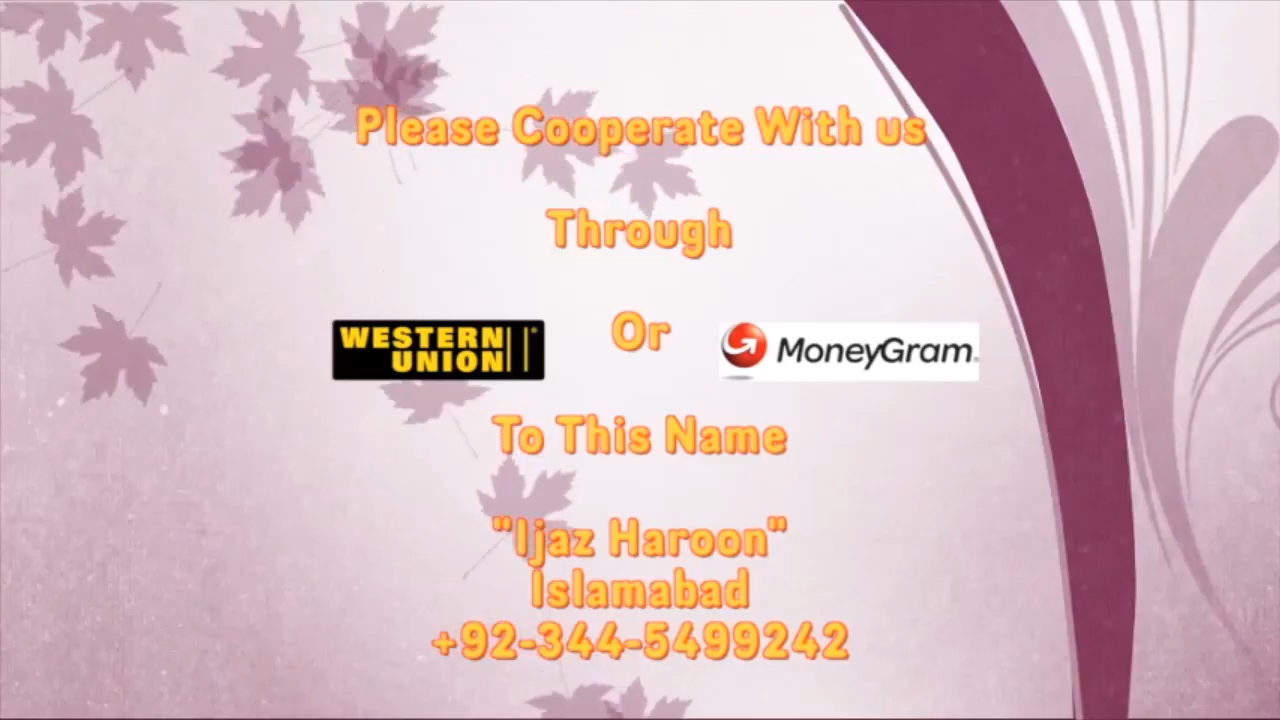 Please Cooperate With us
Through
WESTERN UNION Or MoneyGram
To This Name
"Ijaz Haroon"
Islamabad
+92-344-5499242